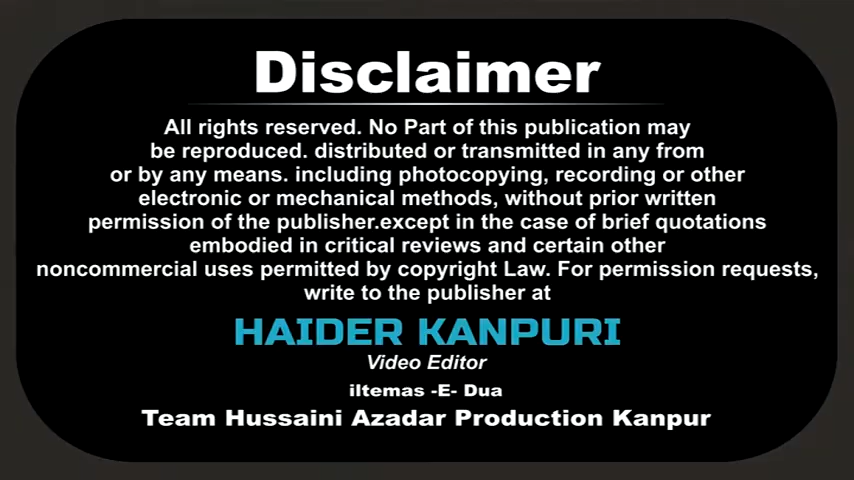 Disclaimer
All rights reserved. No Part of this publication may
be reproduced. distributed or transmitted in any from
or by any means. including photocopying, recording or other
electronic or mechanical methods, without prior written
permission of the publisher.except in the case of brief quotations
embodied in critical reviews and certain other
noncommercial uses permitted by copyright Law. For permission requests,
write to the publisher at
HAIDER KANPURI
Video Editor
iltemas -E- Dua
Team Hussaini Azadar Production Kanpur